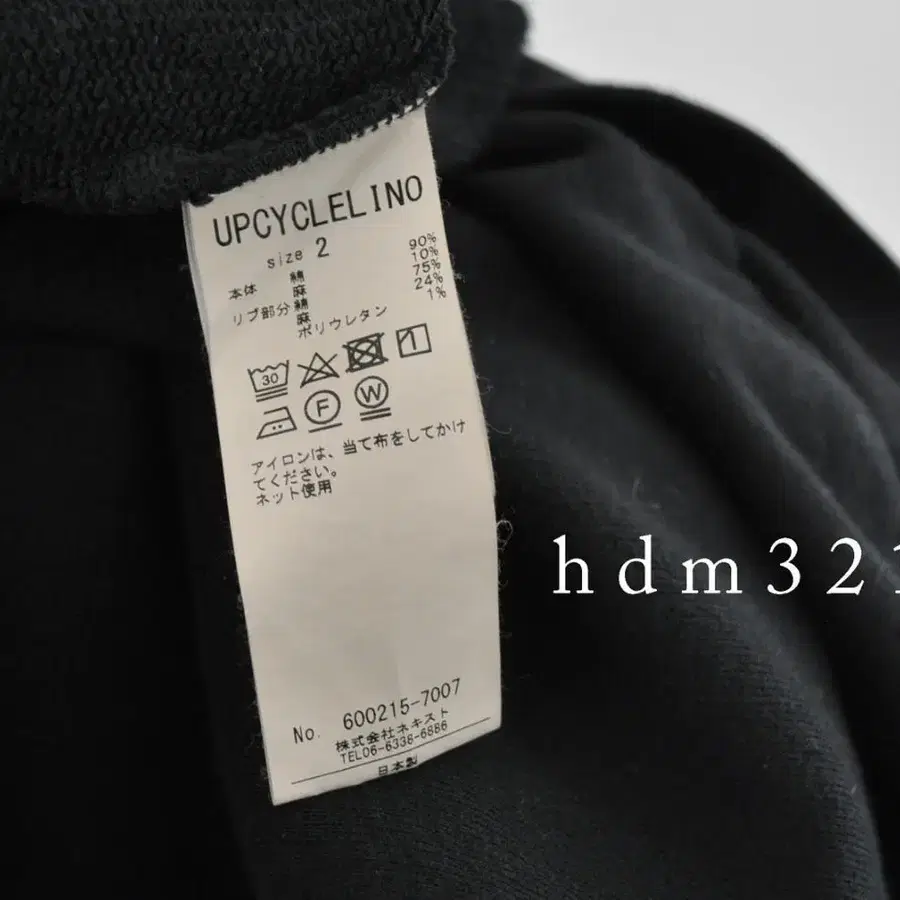 UPCYCLELINO
size 2
本体 綿 90%
麻 10%
リブ部分 綿 75%
麻 24%
ポリウレタン 1%
30
F W
アイロンは、当て布をしてかけ
てください。
ネット使用
hdm321
No. 600215-7007
株式会社ネキスト
TEL06-6338-6886
日本製